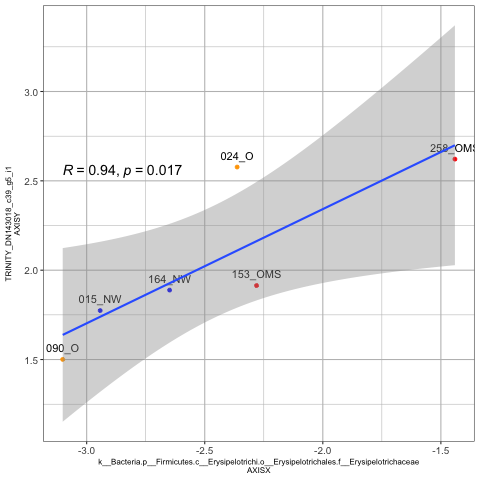 3.0
2.5
2.0
1.5
TRINITY_DN143018_c39_g5_i1
AXISY
R = 0.94, p = 0.017
024_O
258_OMS
153_OMS
164_NW
015_NW
090_O
-3.0 -2.5 -2.0 -1.5
k__Bacteria.p__Firmicutes.c__Erysipelotrichi.o__Erysipelotrichales.f__Erysipelotrichaceae
AXISX